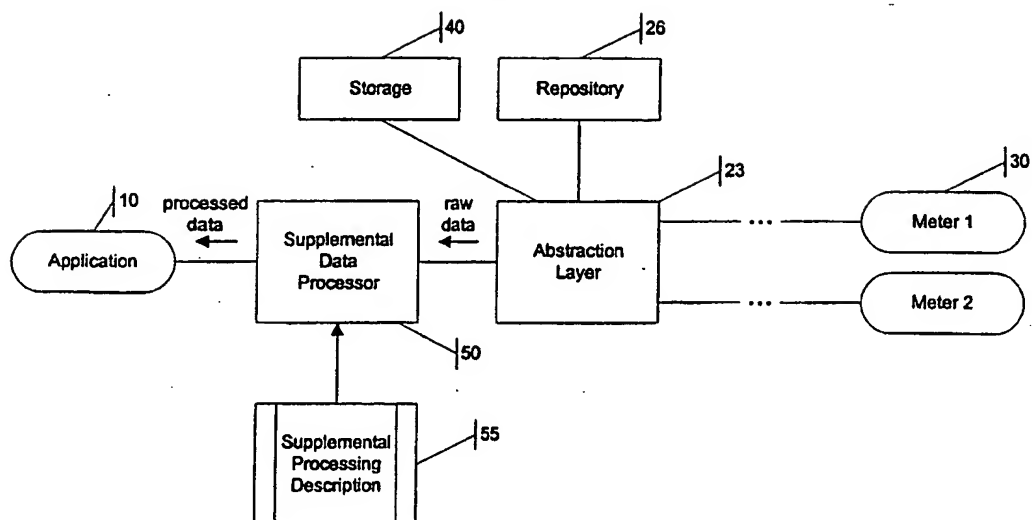 40
26
Storage
Repository
10
processed
data
raw
data
23
30
Application
Supplemental
Data
Processor
Abstraction
Layer
...
Meter 1
...
Meter 2
50
Supplemental
Processing
Description
55